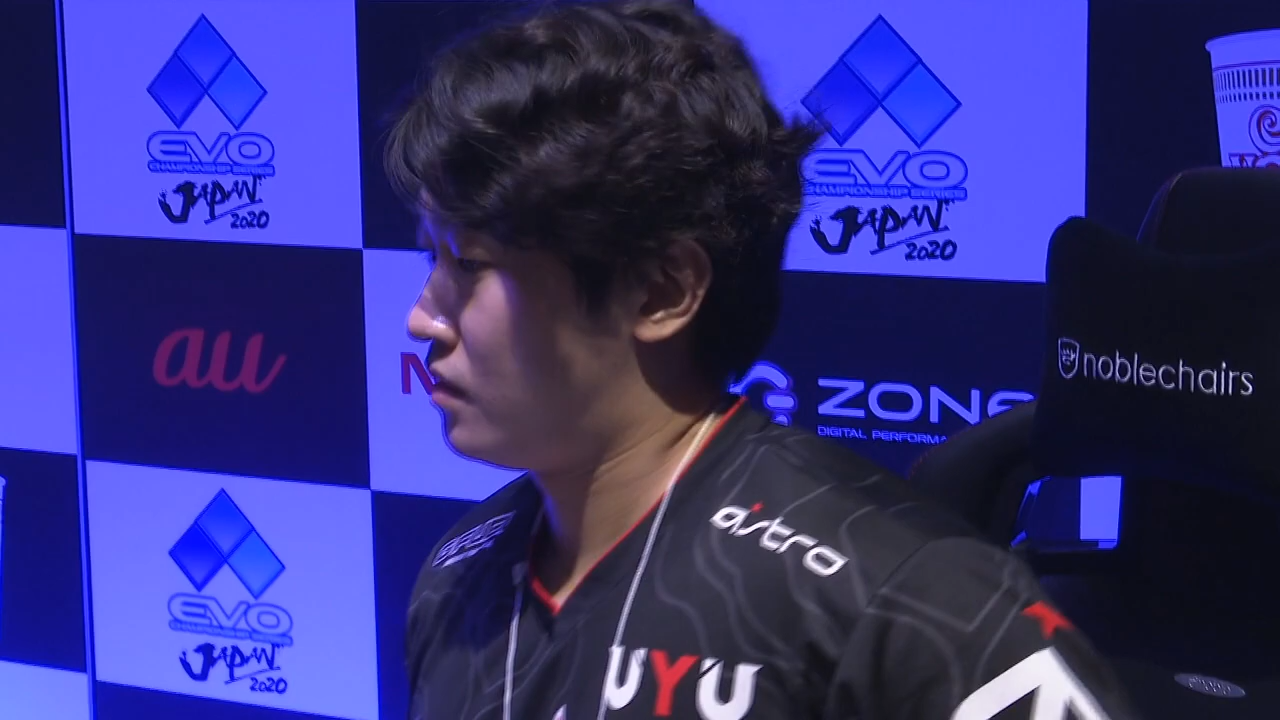 EVO
CHAMPIONSHIP SERIES
JAPAN
2020
EVO
CHAMPIONSHIP SERIES
JAPAN
2020
au
noblechairs
ZONE
DIGITAL PERFORMA
astro
EVO
CHAMPIONSHIP SERIES
JAPAN
2020
UYU